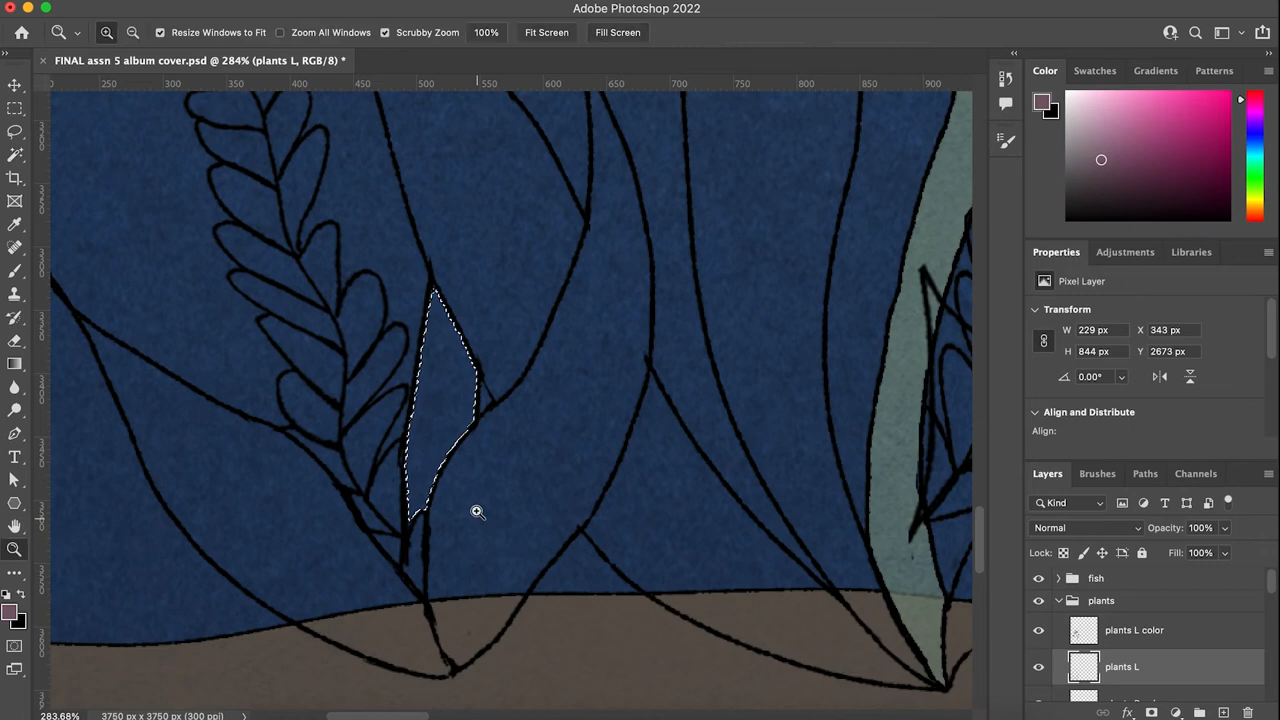 Adobe Photoshop 2022
Resize Windows to Fit Zoom All Windows Scrubby Zoom 100% Fit Screen Fill Screen
FINAL assn 5 album cover.psd @ 284% (plants L, RGB/8) *
250 300 350 400 450 500 550 600 650 700 750 800 850 900
Color Swatches Gradients Patterns
Properties Adjustments Libraries
Pixel Layer
Transform
W 229 px X 343 px
H 844 px Y 2673 px
0.00°
Align and Distribute
Align:
Layers Brushes Paths Channels
Kind
Normal Opacity: 100%
Lock: Fill: 100%
fish
plants
plants L color
plants L
283.68% 3750 px x 3750 px (300 ppi)